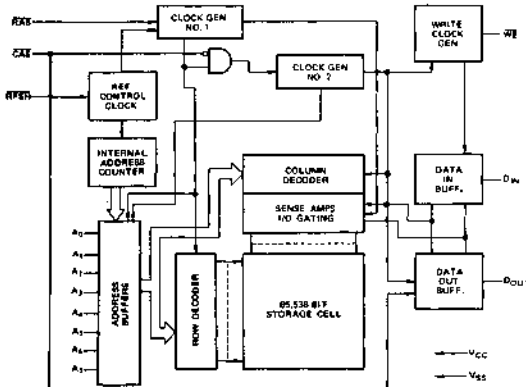 RAS
CLOCK GEN
NO. 1
WRITE
CLOCK
GEN
WE
CAS
CLOCK GEN
NO. 2
RFSH
REF
CONTROL
CLOCK
INTERNAL
ADDRESS
COUNTER
COLUMN
DECODER
DATA
IN
BUFF.
DIN
SENSE AMPS
I/O GATING
A0
A1
A2
A3
A4
A5
A6
A7
ADDRESS
BUFFERS
ROW DECODER
65,536 BIT
STORAGE CELL
DATA
OUT
BUFF.
DOUT
VCC
VSS